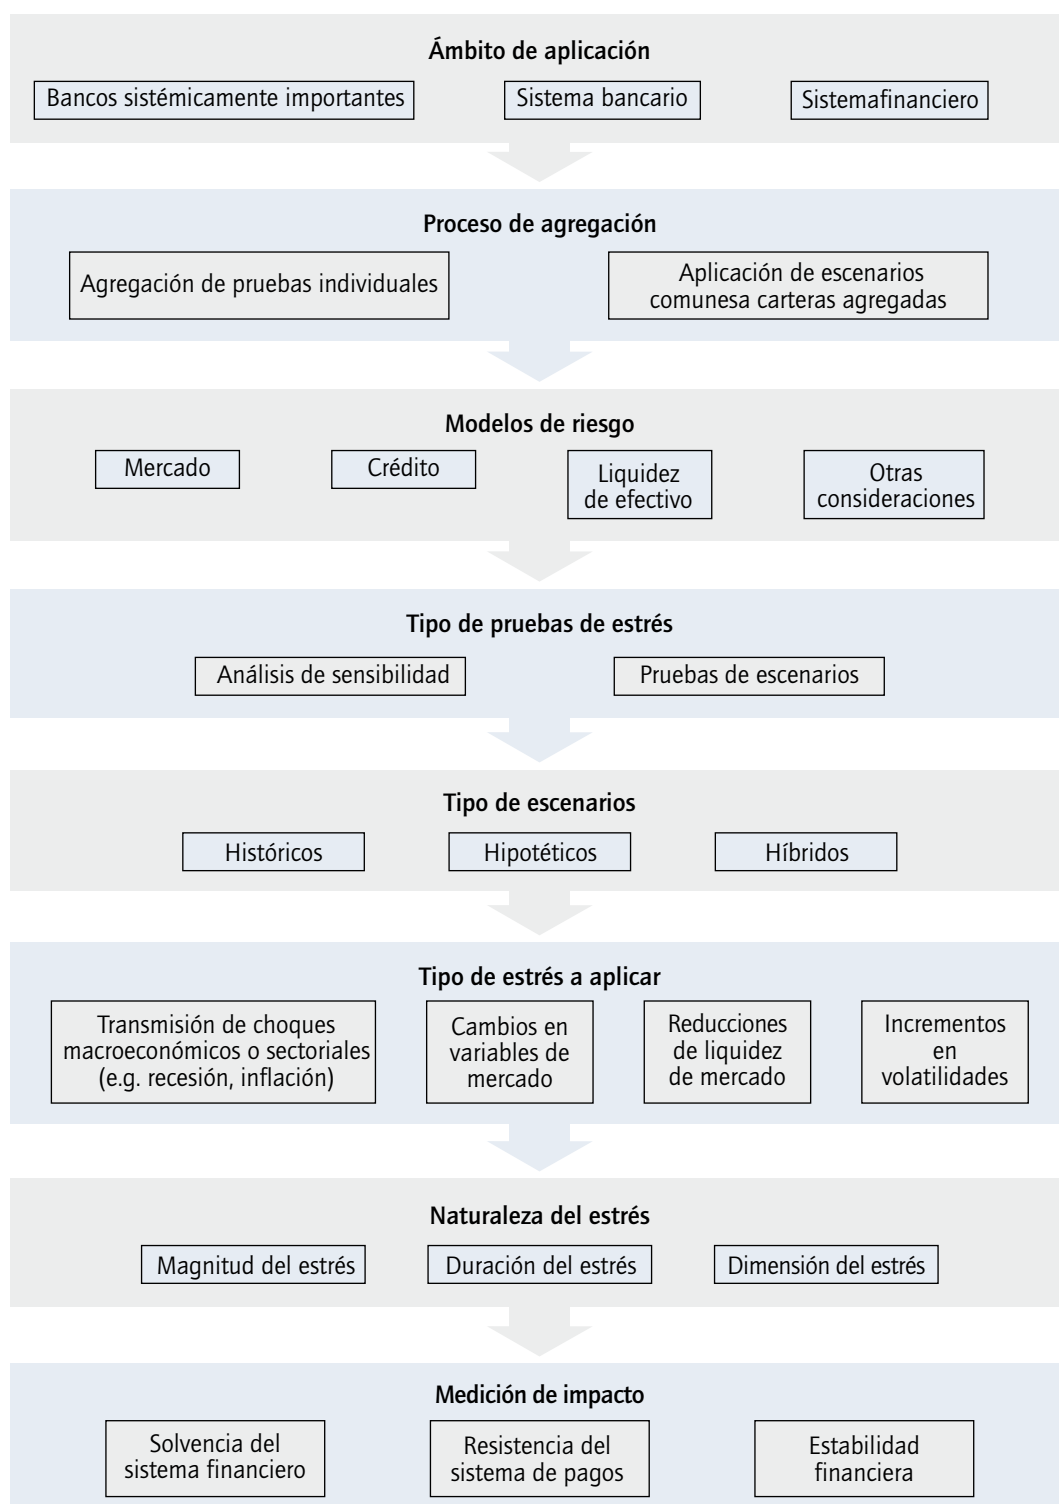 Ámbito de aplicación
Bancos sistémicamente importantes
Sistema bancario
Sistemafinanciero
Proceso de agregación
Agregación de pruebas individuales
Aplicación de escenarios
comunesa carteras agregadas
Modelos de riesgo
Mercado
Crédito
Liquidez
de efectivo
Otras
consideraciones
Tipo de pruebas de estrés
Análisis de sensibilidad
Pruebas de escenarios
Tipo de escenarios
Históricos
Hipotéticos
Híbridos
Tipo de estrés a aplicar
Transmisión de choques
macroeconómicos o sectoriales
(e.g. recesión, inflación)
Cambios en
variables de
mercado
Reducciones
de liquidez
de mercado
Incrementos
en
volatilidades
Naturaleza del estrés
Magnitud del estrés
Duración del estrés
Dimensión del estrés
Medición de impacto
Solvencia del
sistema financiero
Resistencia del
sistema de pagos
Estabilidad
financiera